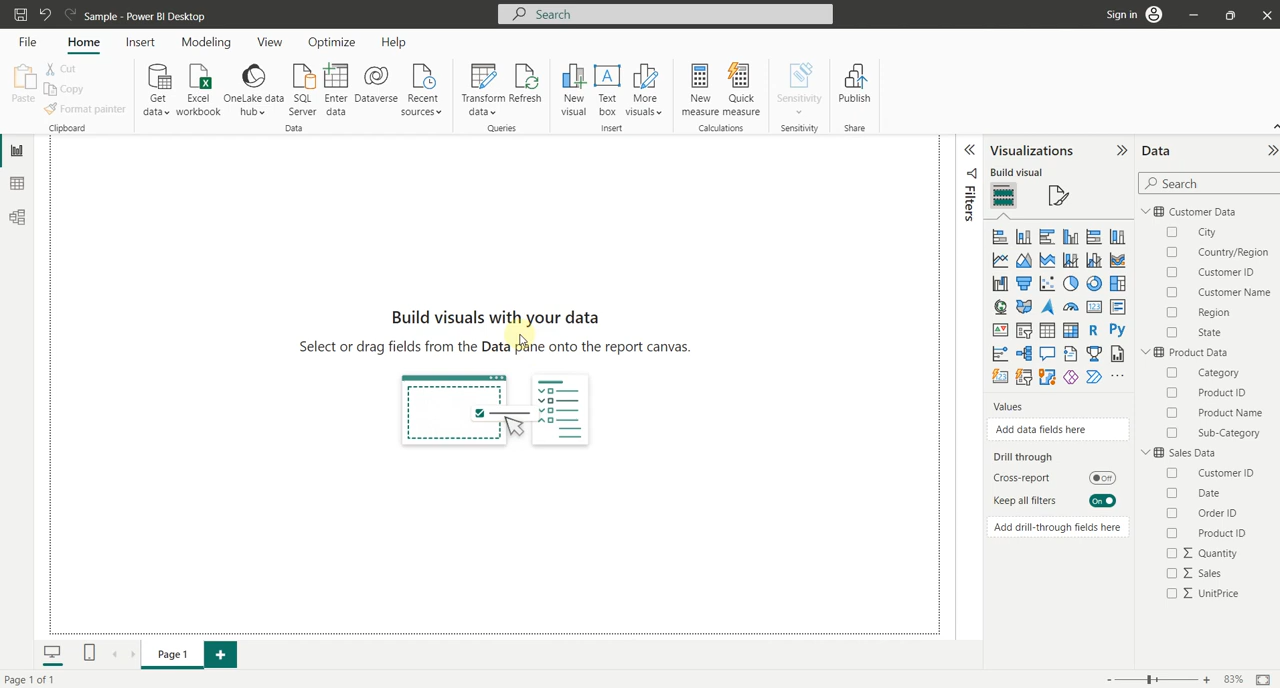 Sample - Power BI Desktop
Search
Sign in
File Home Insert Modeling View Optimize Help
Paste
Cut
Copy
Format painter
Clipboard
Get data
Excel workbook
OneLake data hub
SQL Server
Enter data
Dataverse
Recent sources
Data
Transform data
Refresh
Queries
New visual
Text box
More visuals
Insert
New measure
Quick measure
Calculations
Sensitivity
Sensitivity
Publish
Share
Build visuals with your data
Select or drag fields from the Data pane onto the report canvas.
Filters
Visualizations
Build visual
R
Py
123
Values
Add data fields here
Drill through
Cross-report
Off
Keep all filters
On
Add drill-through fields here
Data
Search
Customer Data
City
Country/Region
Customer ID
Customer Name
Region
State
Product Data
Category
Product ID
Product Name
Sub-Category
Sales Data
Customer ID
Date
Order ID
Product ID
Σ Quantity
Σ Sales
Σ UnitPrice
Page 1
+
Page 1 of 1
- + 83%